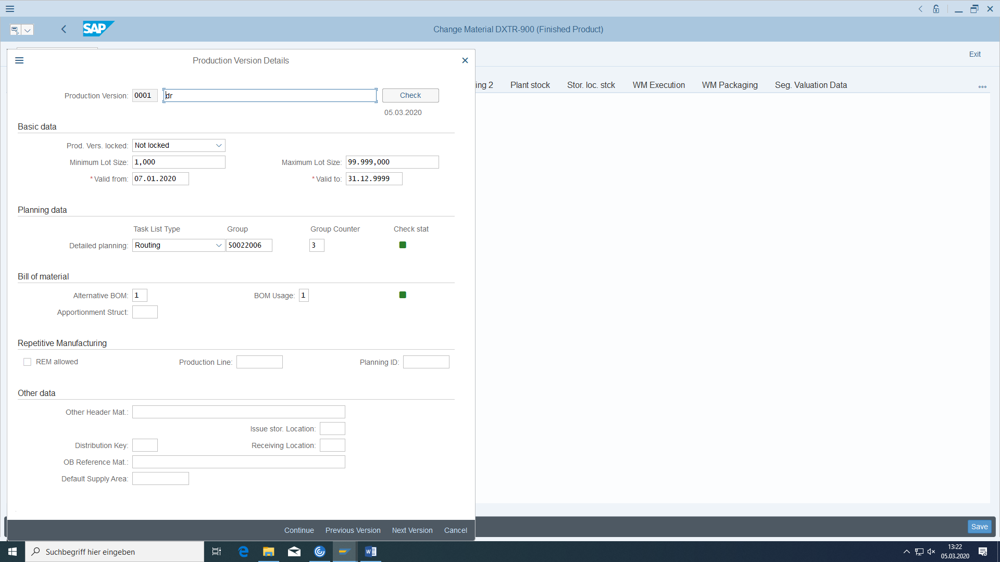 SAP
Change Material DXTR-900 (Finished Product)
Production Version Details
Exit
ing 2 Plant stock Stor. loc. stck WM Execution WM Packaging Seg. Valuation Data
Production Version: 0001 dr Check
05.03.2020
Basic data
Prod. Vers. locked: Not locked
Minimum Lot Size: 1,000 Maximum Lot Size: 99.999,000
* Valid from: 07.01.2020 * Valid to: 31.12.9999
Planning data
Task List Type Group Group Counter Check stat
Detailed planning: Routing 50022006 3
Bill of material
Alternative BOM: 1 BOM Usage: 1
Apportionment Struct:
Repetitive Manufacturing
REM allowed Production Line: Planning ID:
Other data
Other Header Mat.:
Issue stor. Location:
Distribution Key: Receiving Location:
OB Reference Mat.:
Default Supply Area:
Continue Previous Version Next Version Cancel
Save
Suchbegriff hier eingeben
13:22
05.03.2020